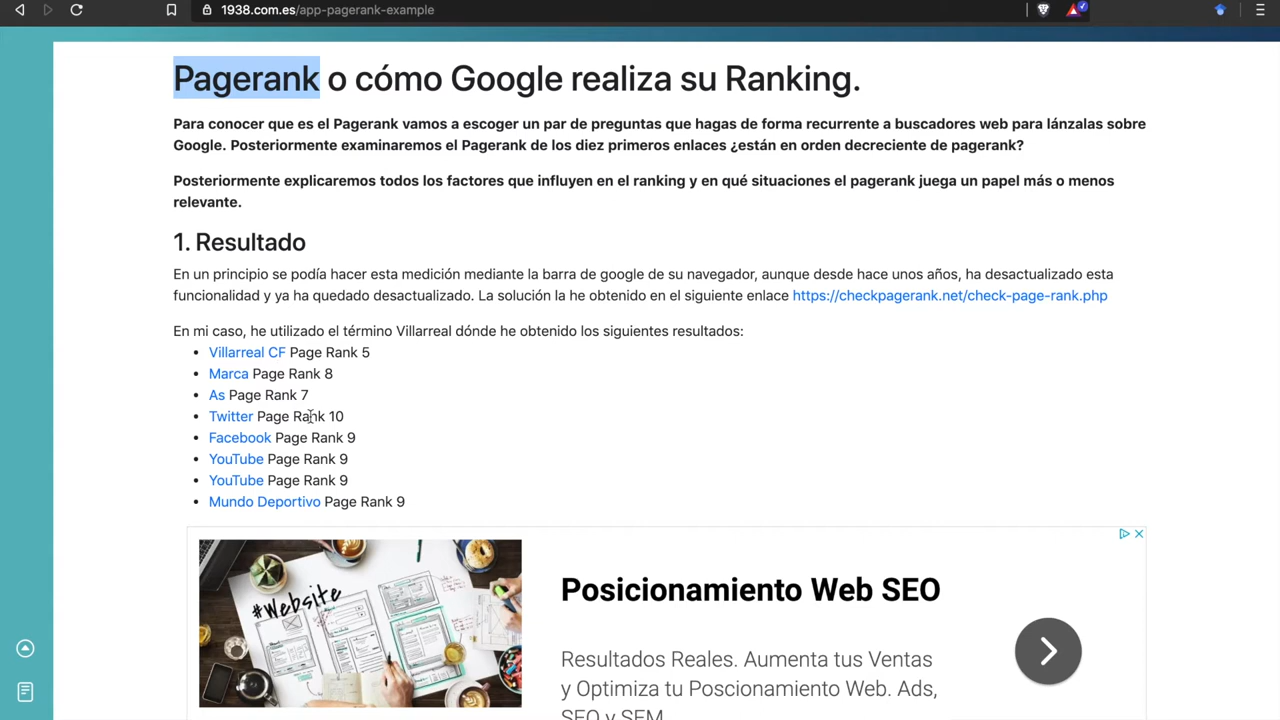 1938.com.es/app-pagerank-example
Pagerank o cómo Google realiza su Ranking.
Para conocer que es el Pagerank vamos a escoger un par de preguntas que hagas de forma recurrente a buscadores web para lánzalas sobre
Google. Posteriormente examinaremos el Pagerank de los diez primeros enlaces ¿están en orden decreciente de pagerank?
Posteriormente explicaremos todos los factores que influyen en el ranking y en qué situaciones el pagerank juega un papel más o menos
relevante.
1. Resultado
En un principio se podía hacer esta medición mediante la barra de google de su navegador, aunque desde hace unos años, ha desactualizado esta
funcionalidad y ya ha quedado desactualizado. La solución la he obtenido en el siguiente enlace https://checkpagerank.net/check-page-rank.php
En mi caso, he utilizado el término Villarreal dónde he obtenido los siguientes resultados:
• Villarreal CF Page Rank 5
• Marca Page Rank 8
• As Page Rank 7
• Twitter Page Rank 10
• Facebook Page Rank 9
• YouTube Page Rank 9
• YouTube Page Rank 9
• Mundo Deportivo Page Rank 9
#Website
Posicionamiento Web SEO
Resultados Reales. Aumenta tus Ventas
y Optimiza tu Poscionamiento Web. Ads,
SEO y SEM